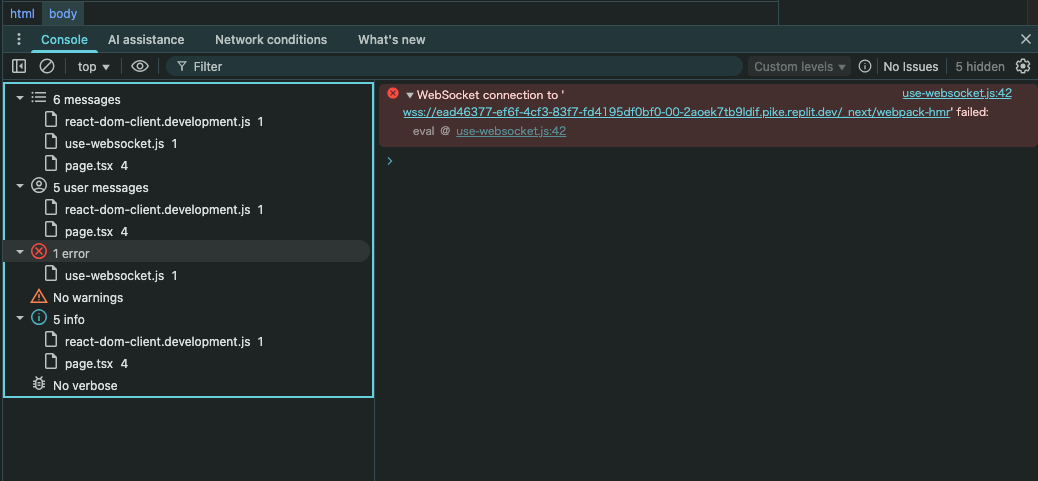 html body
Console AI assistance Network conditions What's new
top Filter Custom levels No Issues 5 hidden
6 messages
react-dom-client.development.js 1
use-websocket.js 1
page.tsx 4
5 user messages
react-dom-client.development.js 1
page.tsx 4
1 error
use-websocket.js 1
No warnings
5 info
react-dom-client.development.js 1
page.tsx 4
No verbose
WebSocket connection to ' use-websocket.js:42
wss://ead46377-ef6f-4cf3-83f7-fd4195df0bf0-00-2aoek7tb9ldif.pike.replit.dev/_next/webpack-hmr' failed:
eval @ use-websocket.js:42